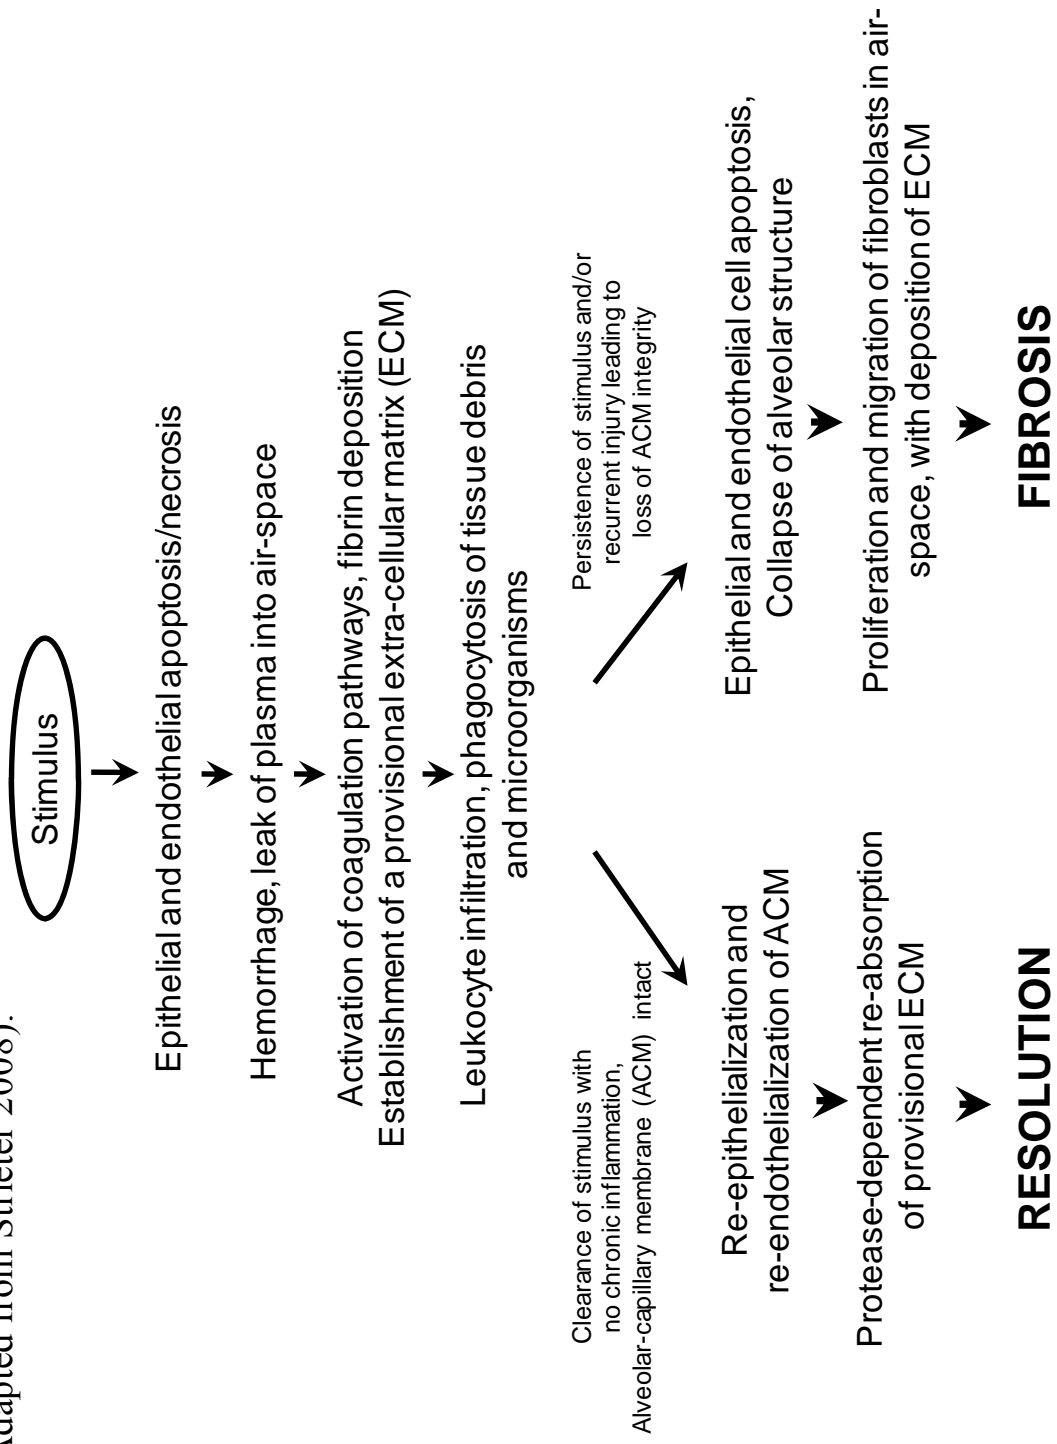 Adapted from Strieter 2008).
Stimulus
Epithelial and endothelial apoptosis/necrosis
Hemorrhage, leak of plasma into air-space
Activation of coagulation pathways, fibrin deposition
Establishment of a provisional extra-cellular matrix (ECM)
Leukocyte infiltration, phagocytosis of tissue debris
and microorganisms
Clearance of stimulus with
no chronic inflammation,
Alveolar-capillary membrane (ACM) intact
Re-epithelialization and
re-endothelialization of ACM
Protease-dependent re-absorption
of provisional ECM
RESOLUTION
Persistence of stimulus and/or
recurrent injury leading to
loss of ACM integrity
Epithelial and endothelial cell apoptosis,
Collapse of alveolar structure
Proliferation and migration of fibroblasts in air-
space, with deposition of ECM
FIBROSIS